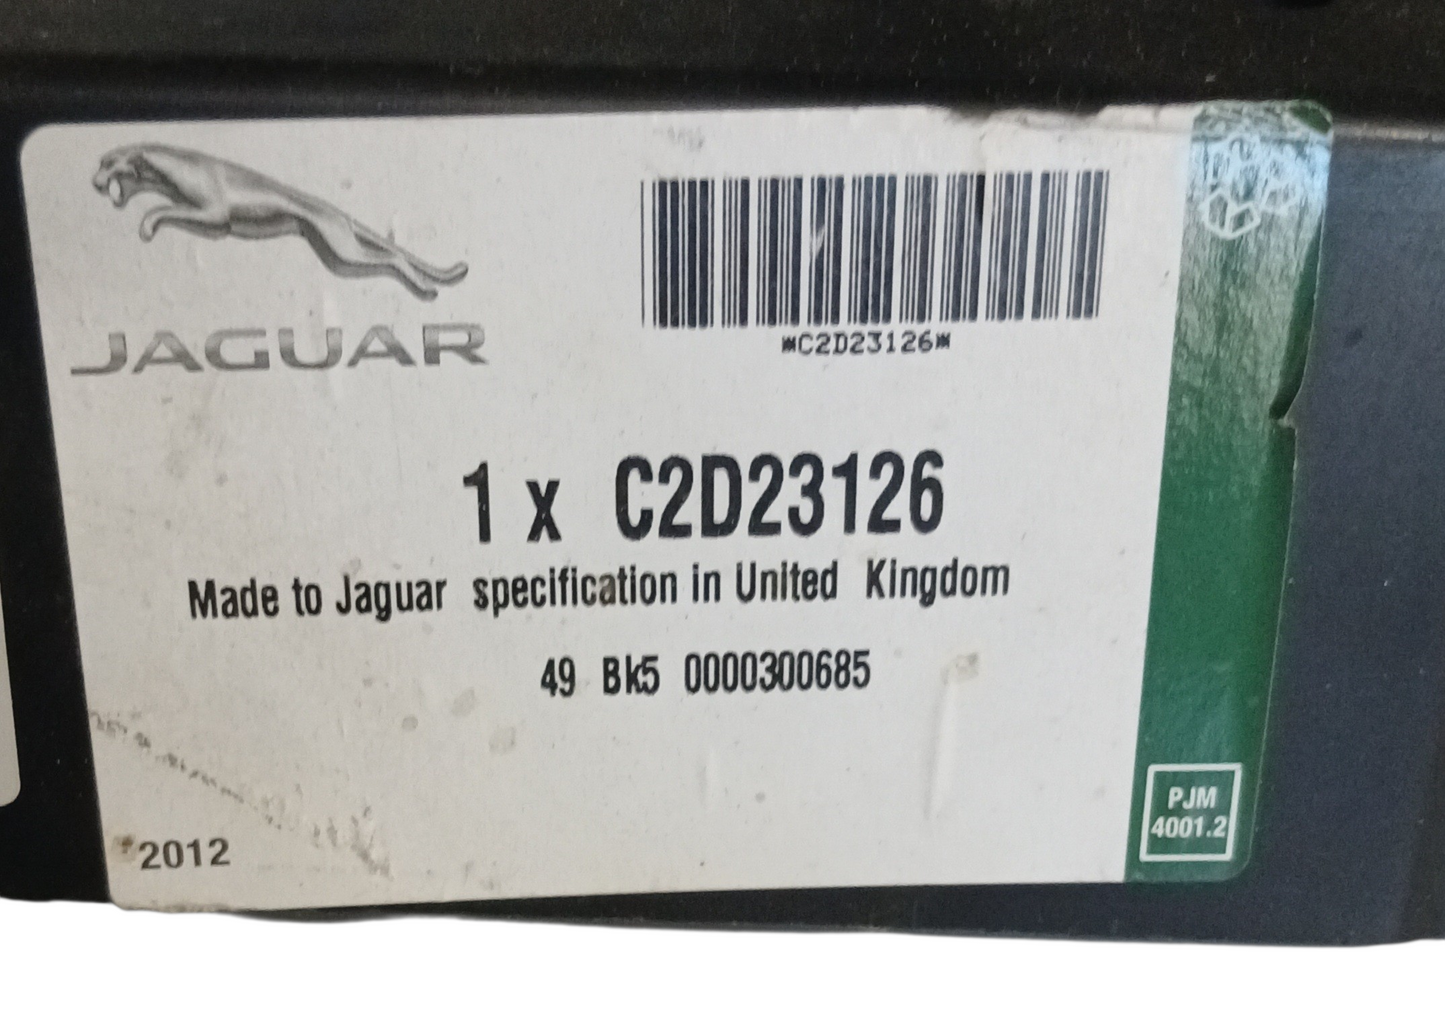 JAGUAR
*C2D23126*
1 x C2D23126
Made to Jaguar specification in United Kingdom
49 Bk5 0000300685
2012
PJM
4001.2